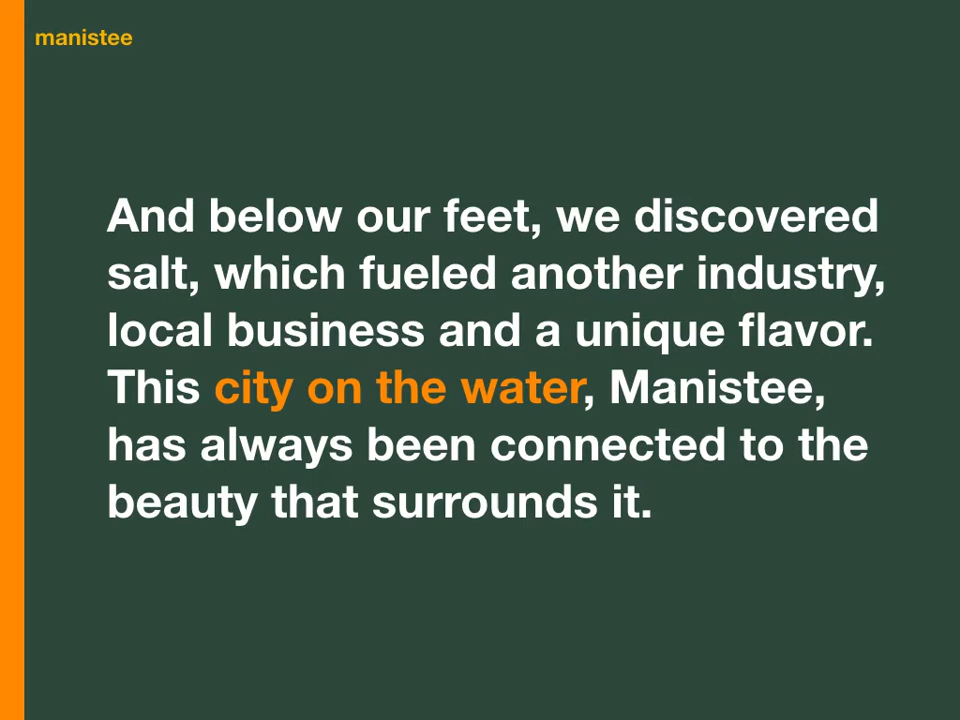 manistee
And below our feet, we discovered
salt, which fueled another industry,
local business and a unique flavor.
This city on the water, Manistee,
has always been connected to the
beauty that surrounds it.